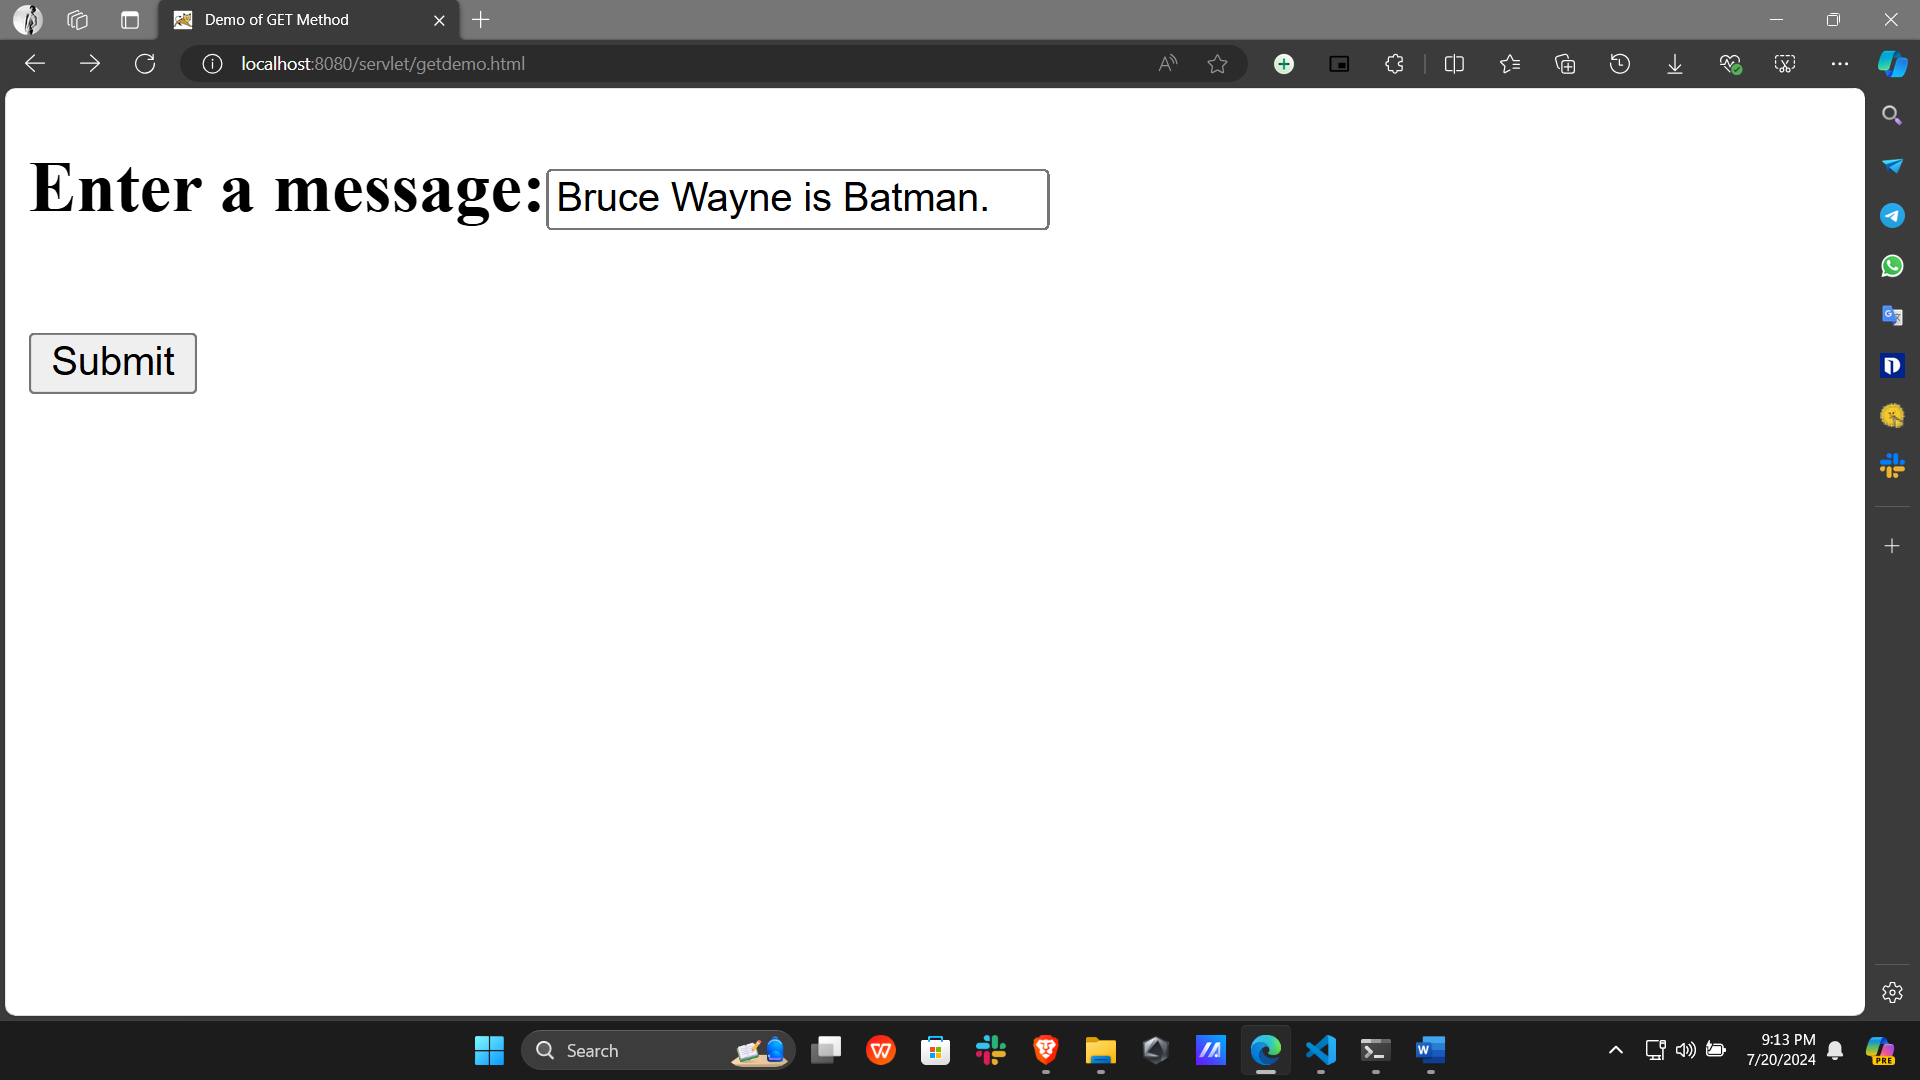 Demo of GET Method
localhost:8080/servlet/getdemo.html
Enter a message:
Bruce Wayne is Batman.
Submit
Search
9:13 PM
7/20/2024
PRE